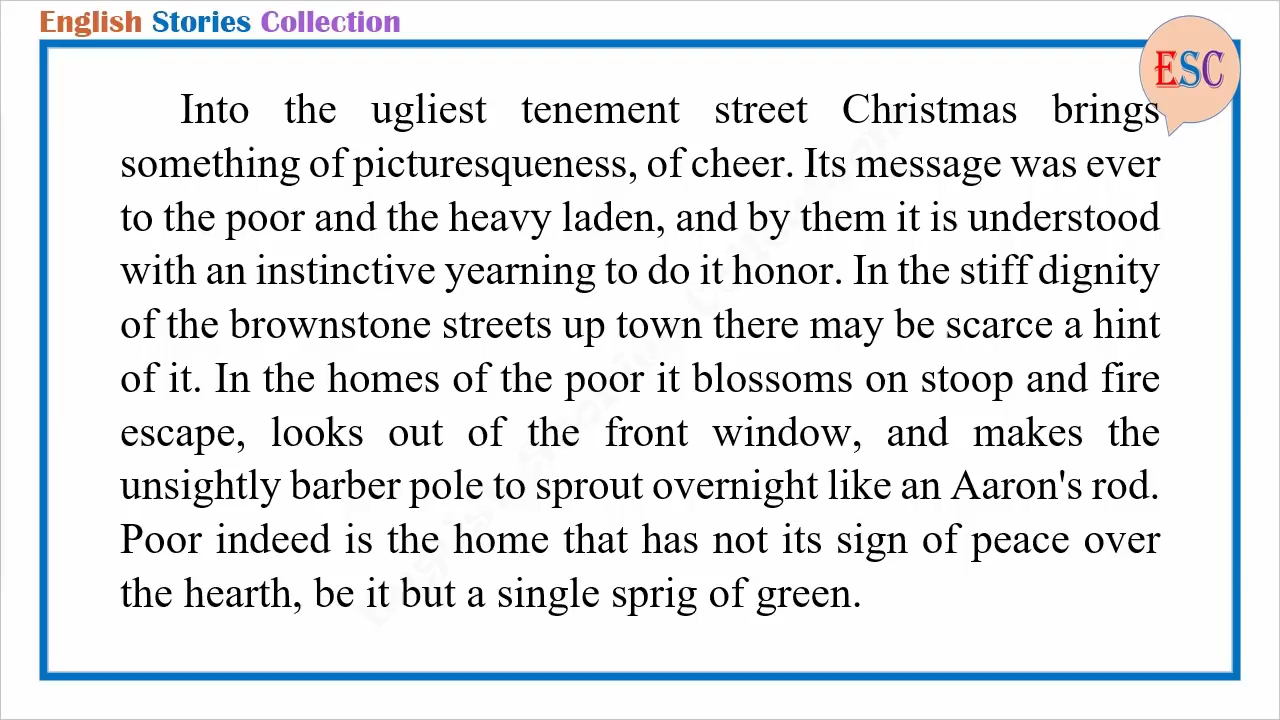 English Stories Collection
ESC
Into the ugliest tenement street Christmas brings
something of picturesqueness, of cheer. Its message was ever
to the poor and the heavy laden, and by them it is understood
with an instinctive yearning to do it honor. In the stiff dignity
of the brownstone streets up town there may be scarce a hint
of it. In the homes of the poor it blossoms on stoop and fire
escape, looks out of the front window, and makes the
unsightly barber pole to sprout overnight like an Aaron's rod.
Poor indeed is the home that has not its sign of peace over
the hearth, be it but a single sprig of green.